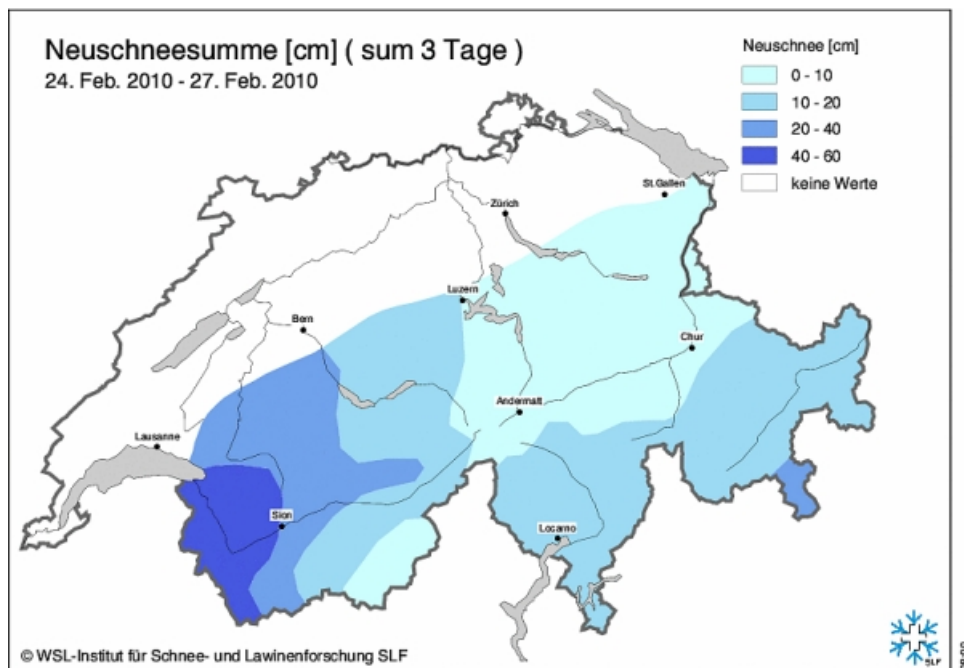 Neuschneesumme [cm] ( sum 3 Tage )
24. Feb. 2010 - 27. Feb. 2010
Neuschnee [cm]
0 - 10
10 - 20
20 - 40
40 - 60
keine Werte
St.Gallen
Zürich
Luzern
Bern
Chur
Andermatt
Lausanne
Sion
Locarno
© WSL-Institut für Schnee- und Lawinenforschung SLF
SLF